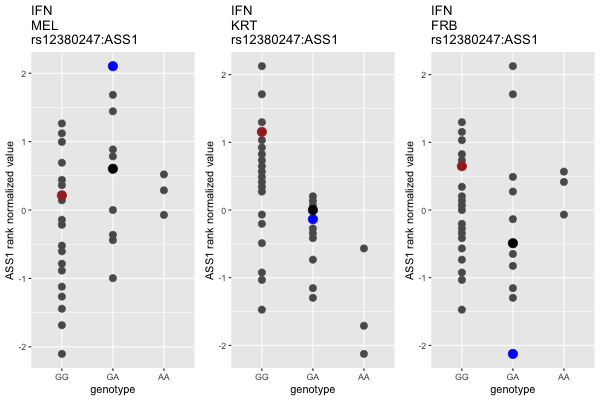 IFN
MEL
rs12380247:ASS1
ASS1 rank normalized value
2
1
0
-1
-2
GG
GA
AA
genotype
IFN
KRT
rs12380247:ASS1
ASS1 rank normalized value
2
1
0
-1
-2
GG
GA
AA
genotype
IFN
FRB
rs12380247:ASS1
ASS1 rank normalized value
2
1
0
-1
-2
GG
GA
AA
genotype